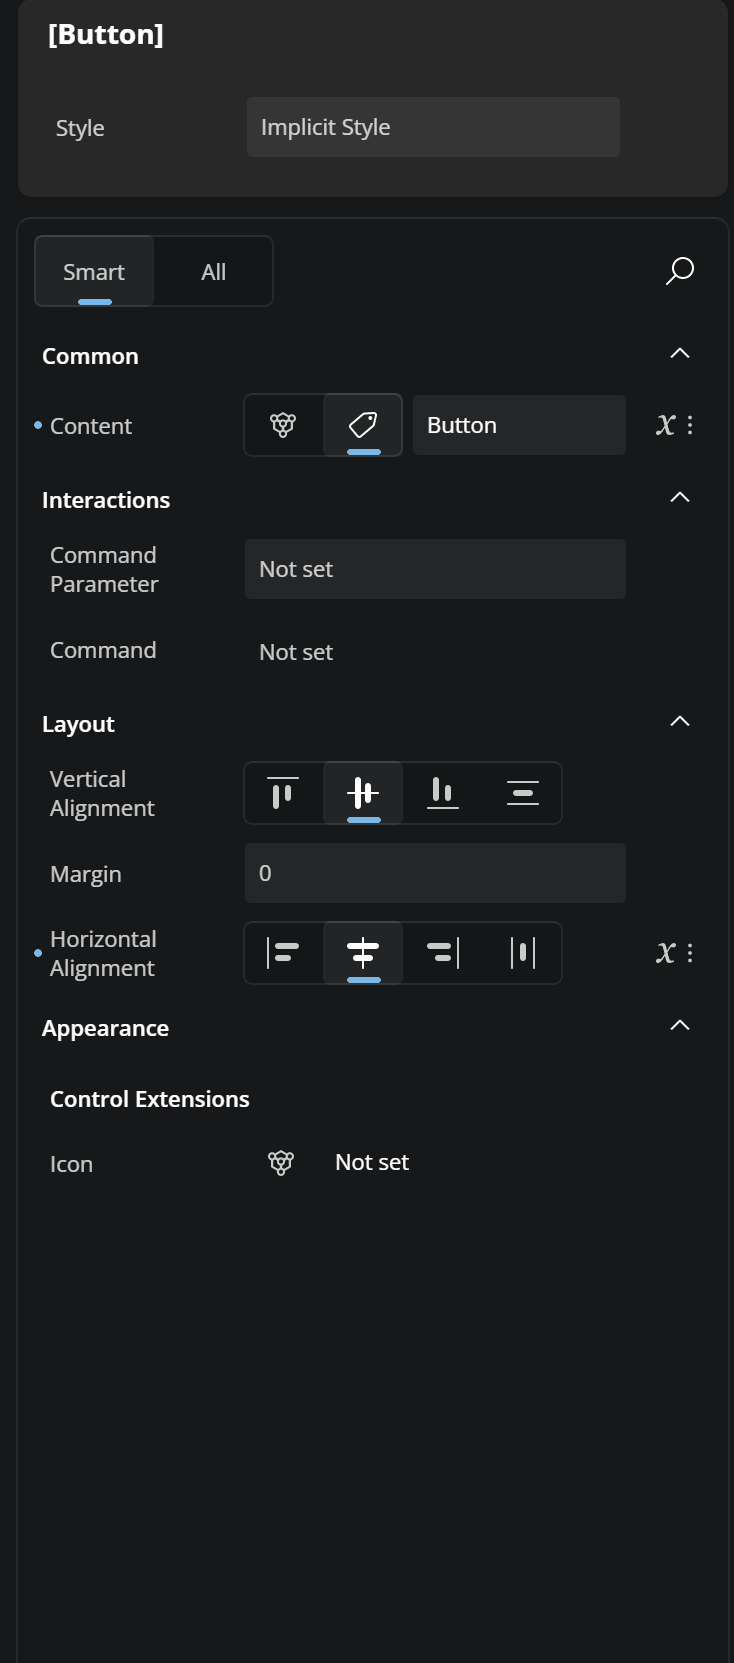 [Button]
Style
Implicit Style
Smart
All
Common
Content
Button
x
Interactions
Command
Parameter
Not set
Command
Not set
Layout
Vertical
Alignment
Margin
0
Horizontal
Alignment
x
Appearance
Control Extensions
Icon
Not set